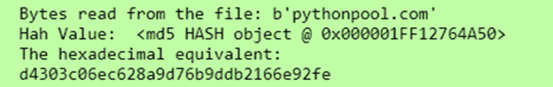 Bytes read from the file: b'pythonpool.com'
Hah Value:  <md5 HASH object @ 0x000001FF12764A50>
The hexadecimal equivalent:
d4303c06ec628a9d76b9ddb2166e92fe